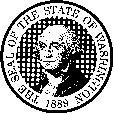 THE SEAL OF THE STATE OF WASHINGTON
1889